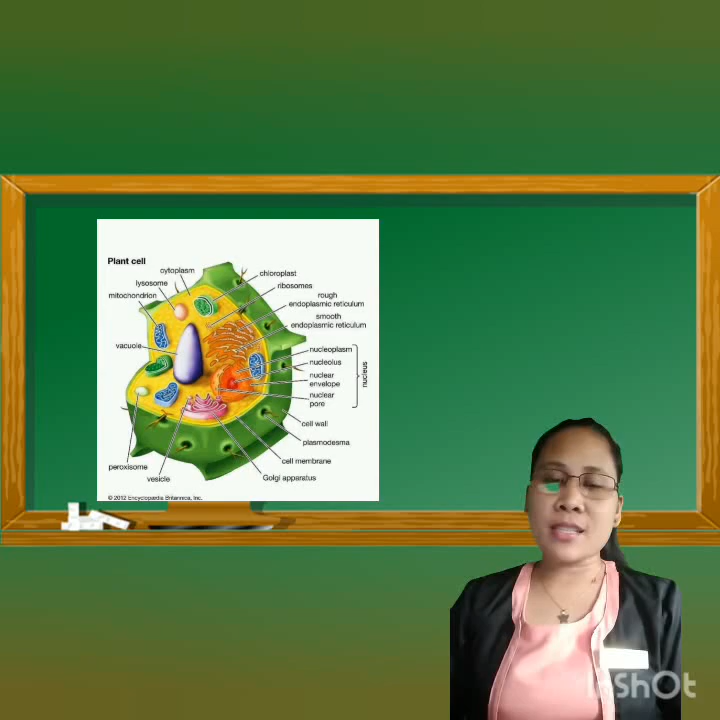 Plant cell
cytoplasm
lysosome
mitochondrion
vacuole
peroxisome
vesicle
chloroplast
ribosomes
rough
endoplasmic reticulum
smooth
endoplasmic reticulum
nucleoplasm
nucleolus
nuclear
envelope
nuclear
pore
nucleus
cell wall
plasmodesma
cell membrane
Golgi apparatus
© 2012 Encyclopædia Britannica, Inc.
InShOt